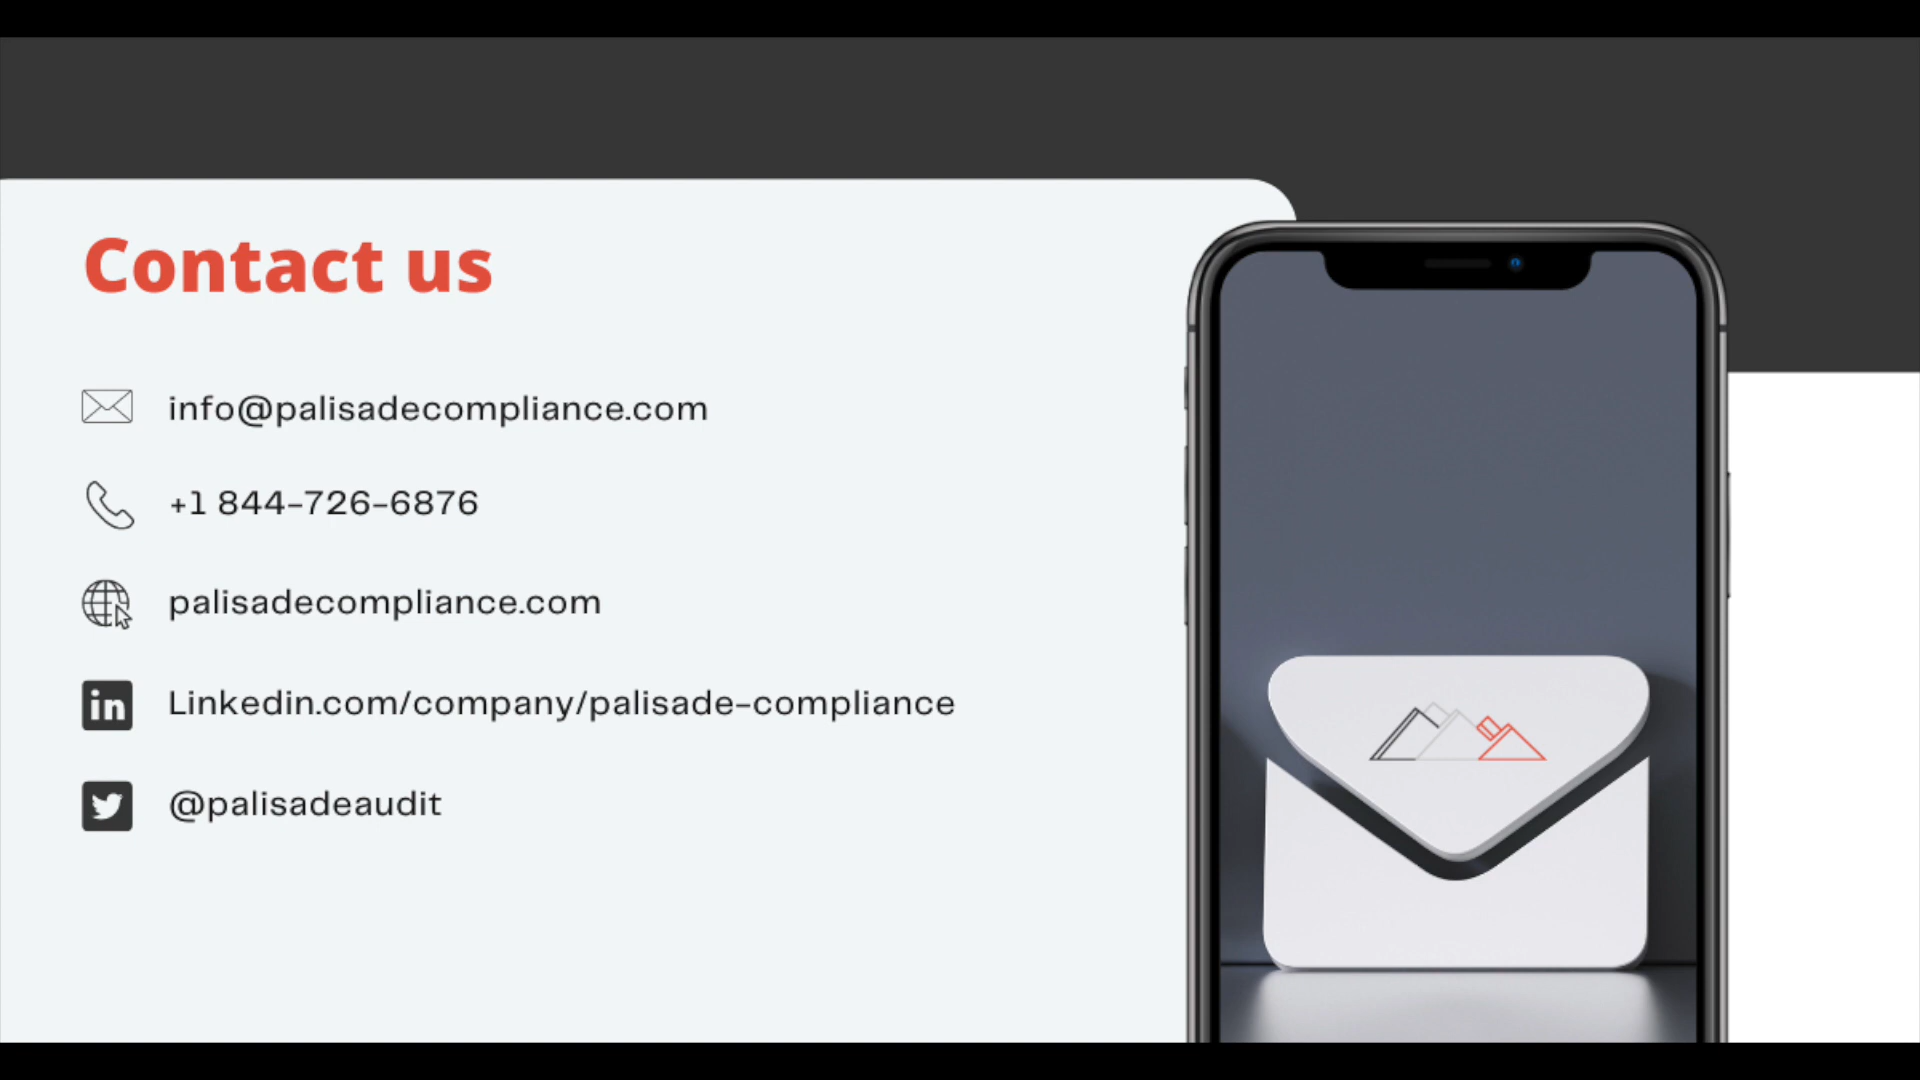 Contact us
info@palisadecompliance.com
+1 844-726-6876
palisadecompliance.com
Linkedin.com/company/palisade-compliance
@palisadeaudit